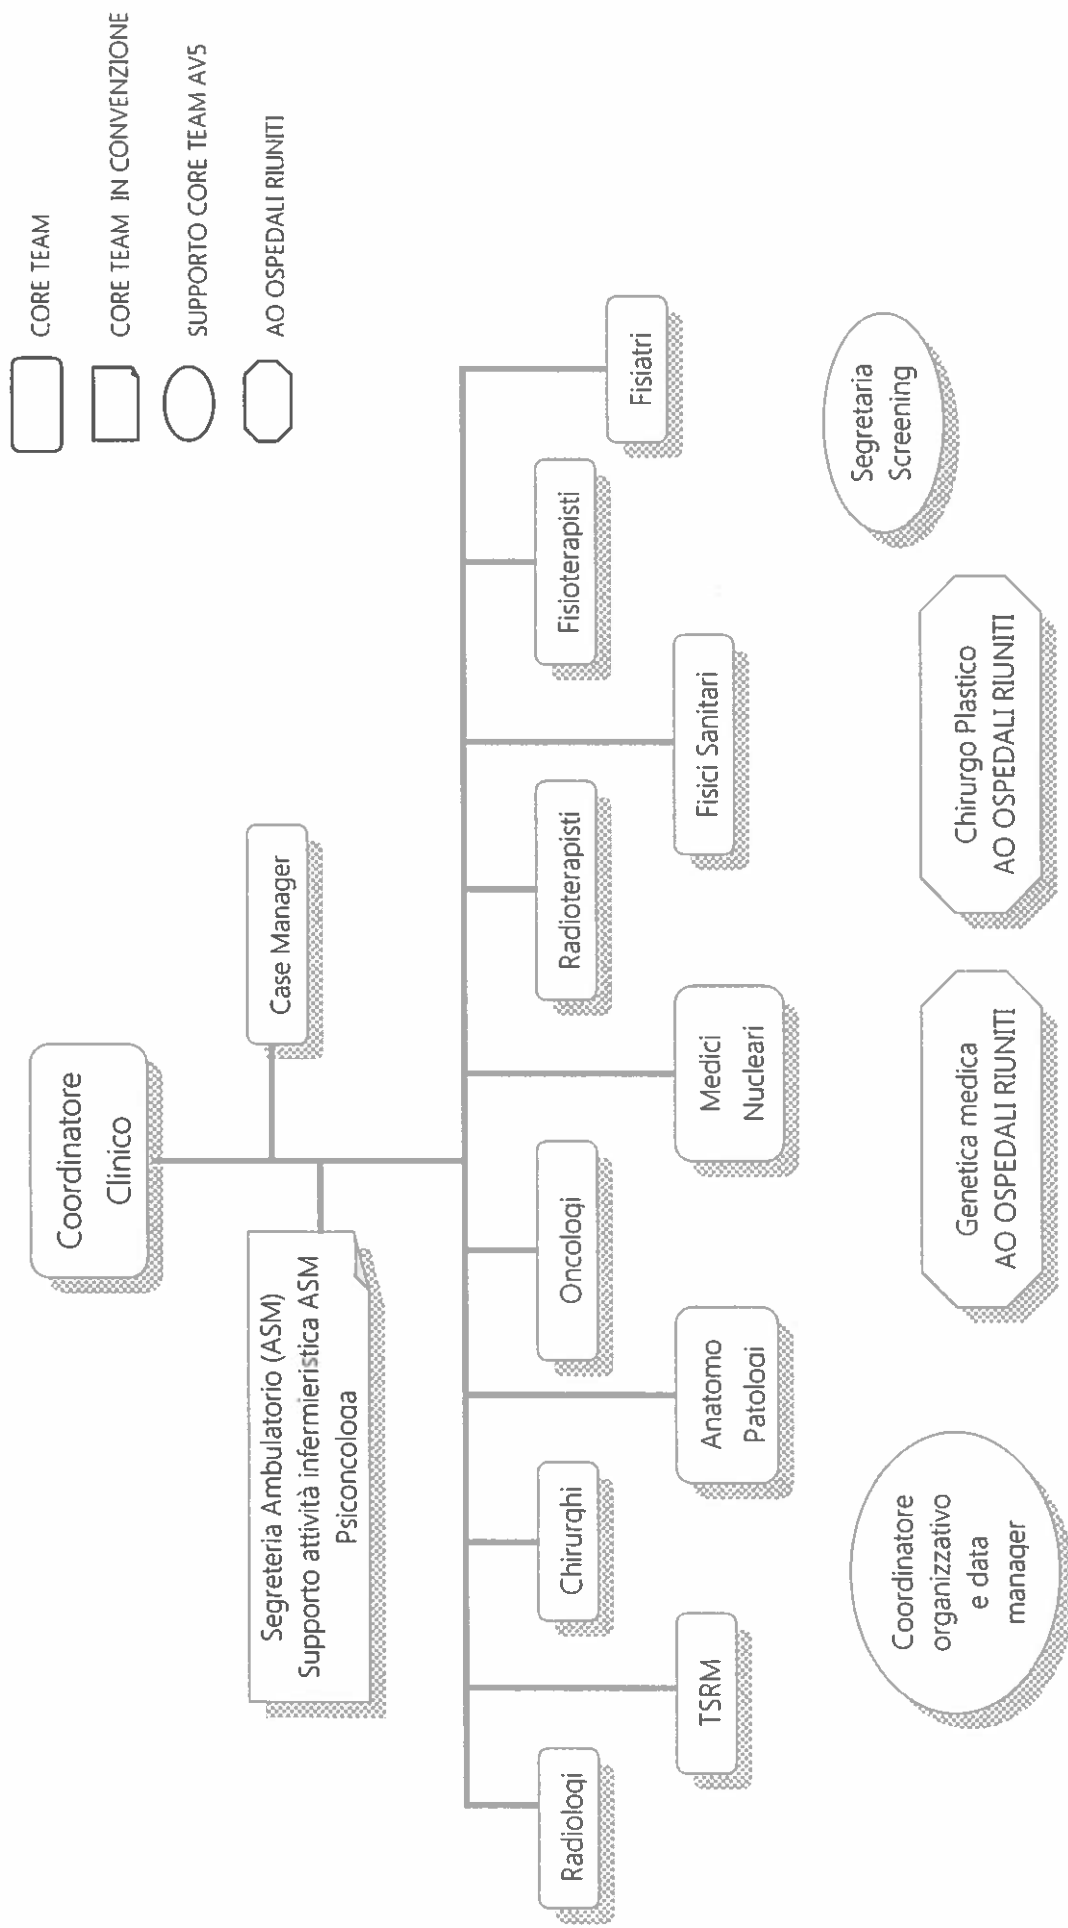 CORE TEAM
CORE TEAM IN CONVENZIONE
SUPPORTO CORE TEAM AV5
AO OSPEDALI RIUNITI
Coordinatore
Clinico
Case Manager
Segreteria Ambulatorio (ASM)
Supporto attività infermieristica ASM
Psiconcologa
Radiologi
TSRM
Chirurghi
Anatomo
Patologi
Oncologi
Medici
Nucleari
Radioterapisti
Fisici Sanitari
Fisioterapisti
Fisiatri
Coordinatore
organizzativo
e data
manager
Genetica medica
AO OSPEDALI RIUNITI
Chirurgo Plastico
AO OSPEDALI RIUNITI
Segretaria
Screening